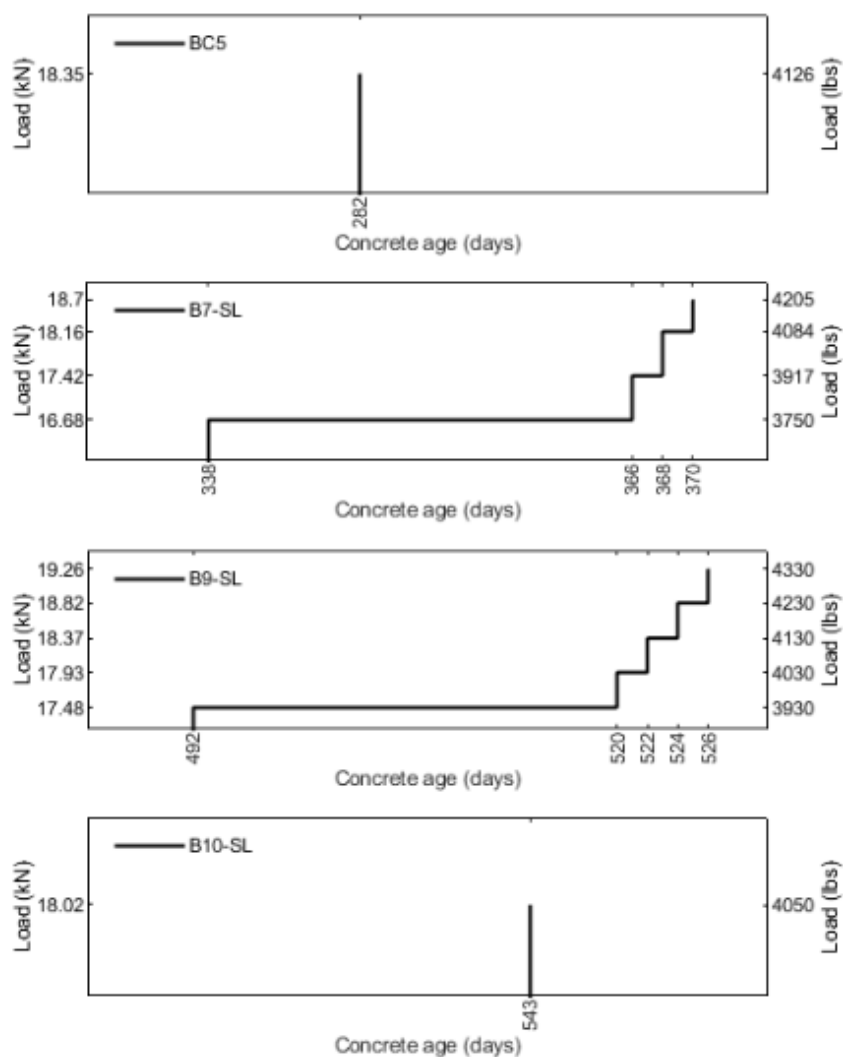 BC5
Load (kN)
18.35
4126
Load (lbs)
282
Concrete age (days)
B7-SL
Load (kN)
18.7
18.16
17.42
16.68
4205
4084
3917
3750
Load (lbs)
338
366
368
370
Concrete age (days)
B9-SL
Load (kN)
19.26
18.82
18.37
17.93
17.48
4330
4230
4130
4030
3930
Load (lbs)
492
520
522
524
526
Concrete age (days)
B10-SL
Load (kN)
18.02
4050
Load (lbs)
543
Concrete age (days)